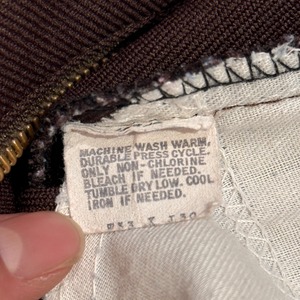 MACHINE WASH WARM,
DURABLE PRESS CYCLE.
ONLY NON-CHLORINE
BLEACH IF NEEDED.
TUMBLE DRY LOW. COOL
IRON IF NEEDED.